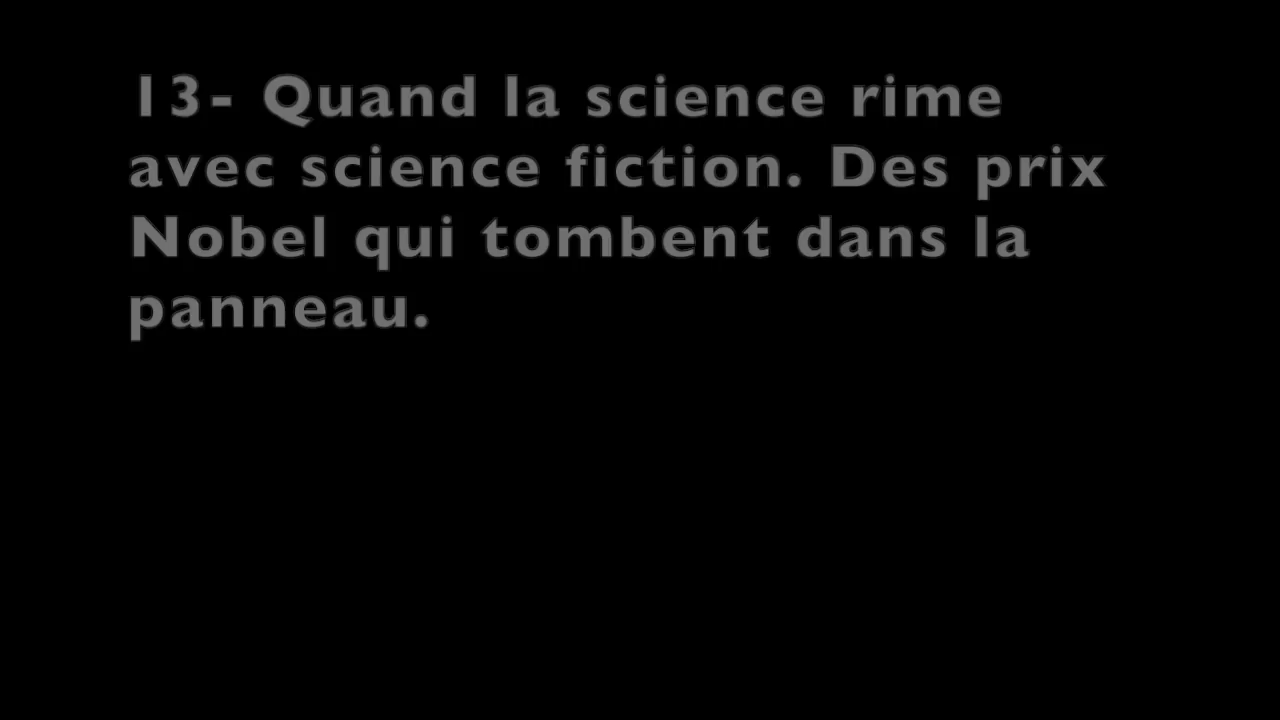 13- Quand la science rime
avec science fiction. Des prix
Nobel qui tombent dans la
panneau.